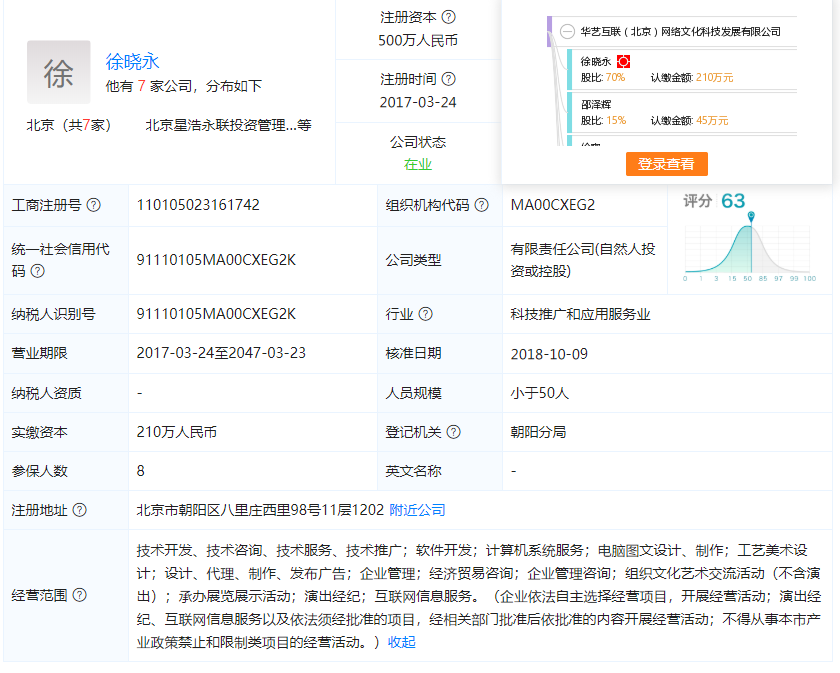 徐
徐晓永
他有 7 家公司，分布如下
北京（共7家）
北京星浩永联投资管理...等
注册资本
500万人民币
注册时间
2017-03-24
公司状态
在业
华艺互联（北京）网络文化科技发展有限公司
徐晓永
股比: 70% 认缴金额: 210万元
邵泽辉
股比: 15% 认缴金额: 45万元
登录查看
工商注册号
110105023161742
组织机构代码
MA00CXEG2
评分 63
0 1 3 15 50 85 97 99 100
统一社会信用代
码
91110105MA00CXEG2K
公司类型
有限责任公司(自然人投
资或控股)
纳税人识别号
91110105MA00CXEG2K
行业
科技推广和应用服务业
营业期限
2017-03-24至2047-03-23
核准日期
2018-10-09
纳税人资质
-
人员规模
小于50人
实缴资本
210万人民币
登记机关
朝阳分局
参保人数
8
英文名称
-
注册地址
北京市朝阳区八里庄西里98号11层1202 附近公司
经营范围
技术开发、技术咨询、技术服务、技术推广；软件开发；计算机系统服务；电脑图文设计、制作；工艺美术设
计；设计、代理、制作、发布广告；企业管理；经济贸易咨询；企业管理咨询；组织文化艺术交流活动（不含演
出）；承办展览展示活动；演出经纪；互联网信息服务。（企业依法自主选择经营项目，开展经营活动；演出经
纪、互联网信息服务以及依法须经批准的项目，经相关部门批准后依批准的内容开展经营活动；不得从事本市产
业政策禁止和限制类项目的经营活动。）收起